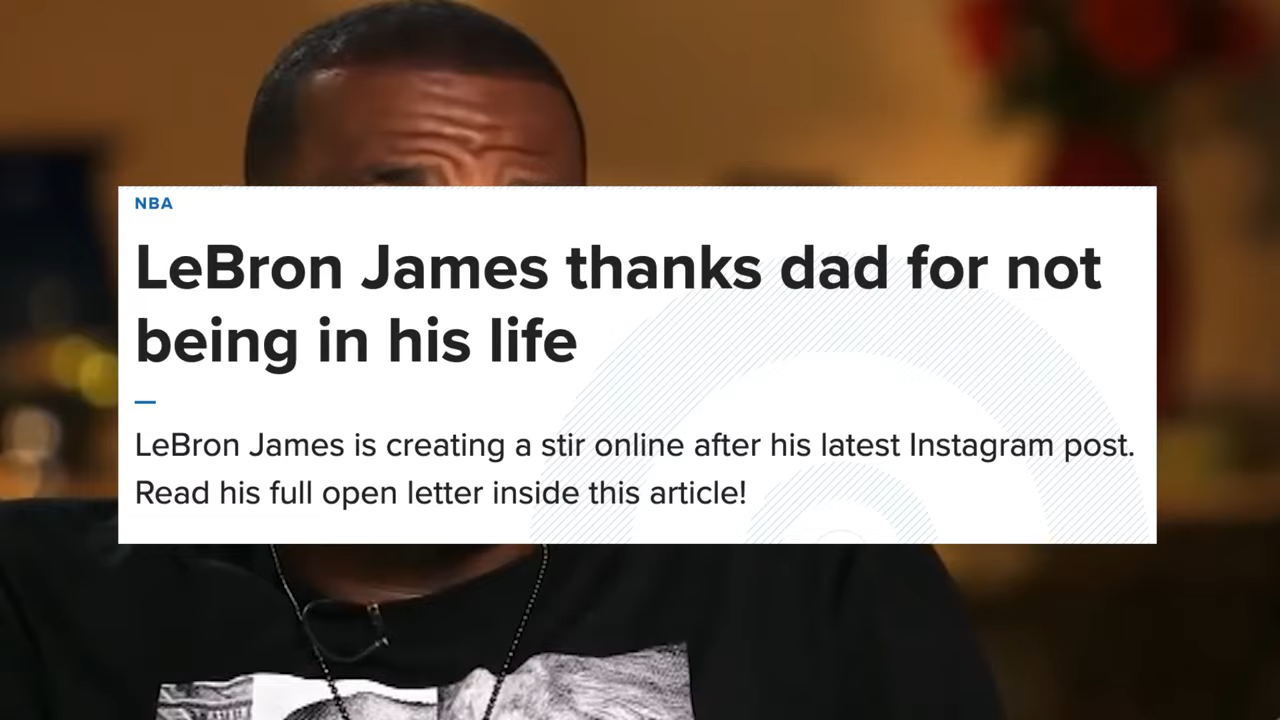 NBA
LeBron James thanks dad for not
being in his life
LeBron James is creating a stir online after his latest Instagram post.
Read his full open letter inside this article!